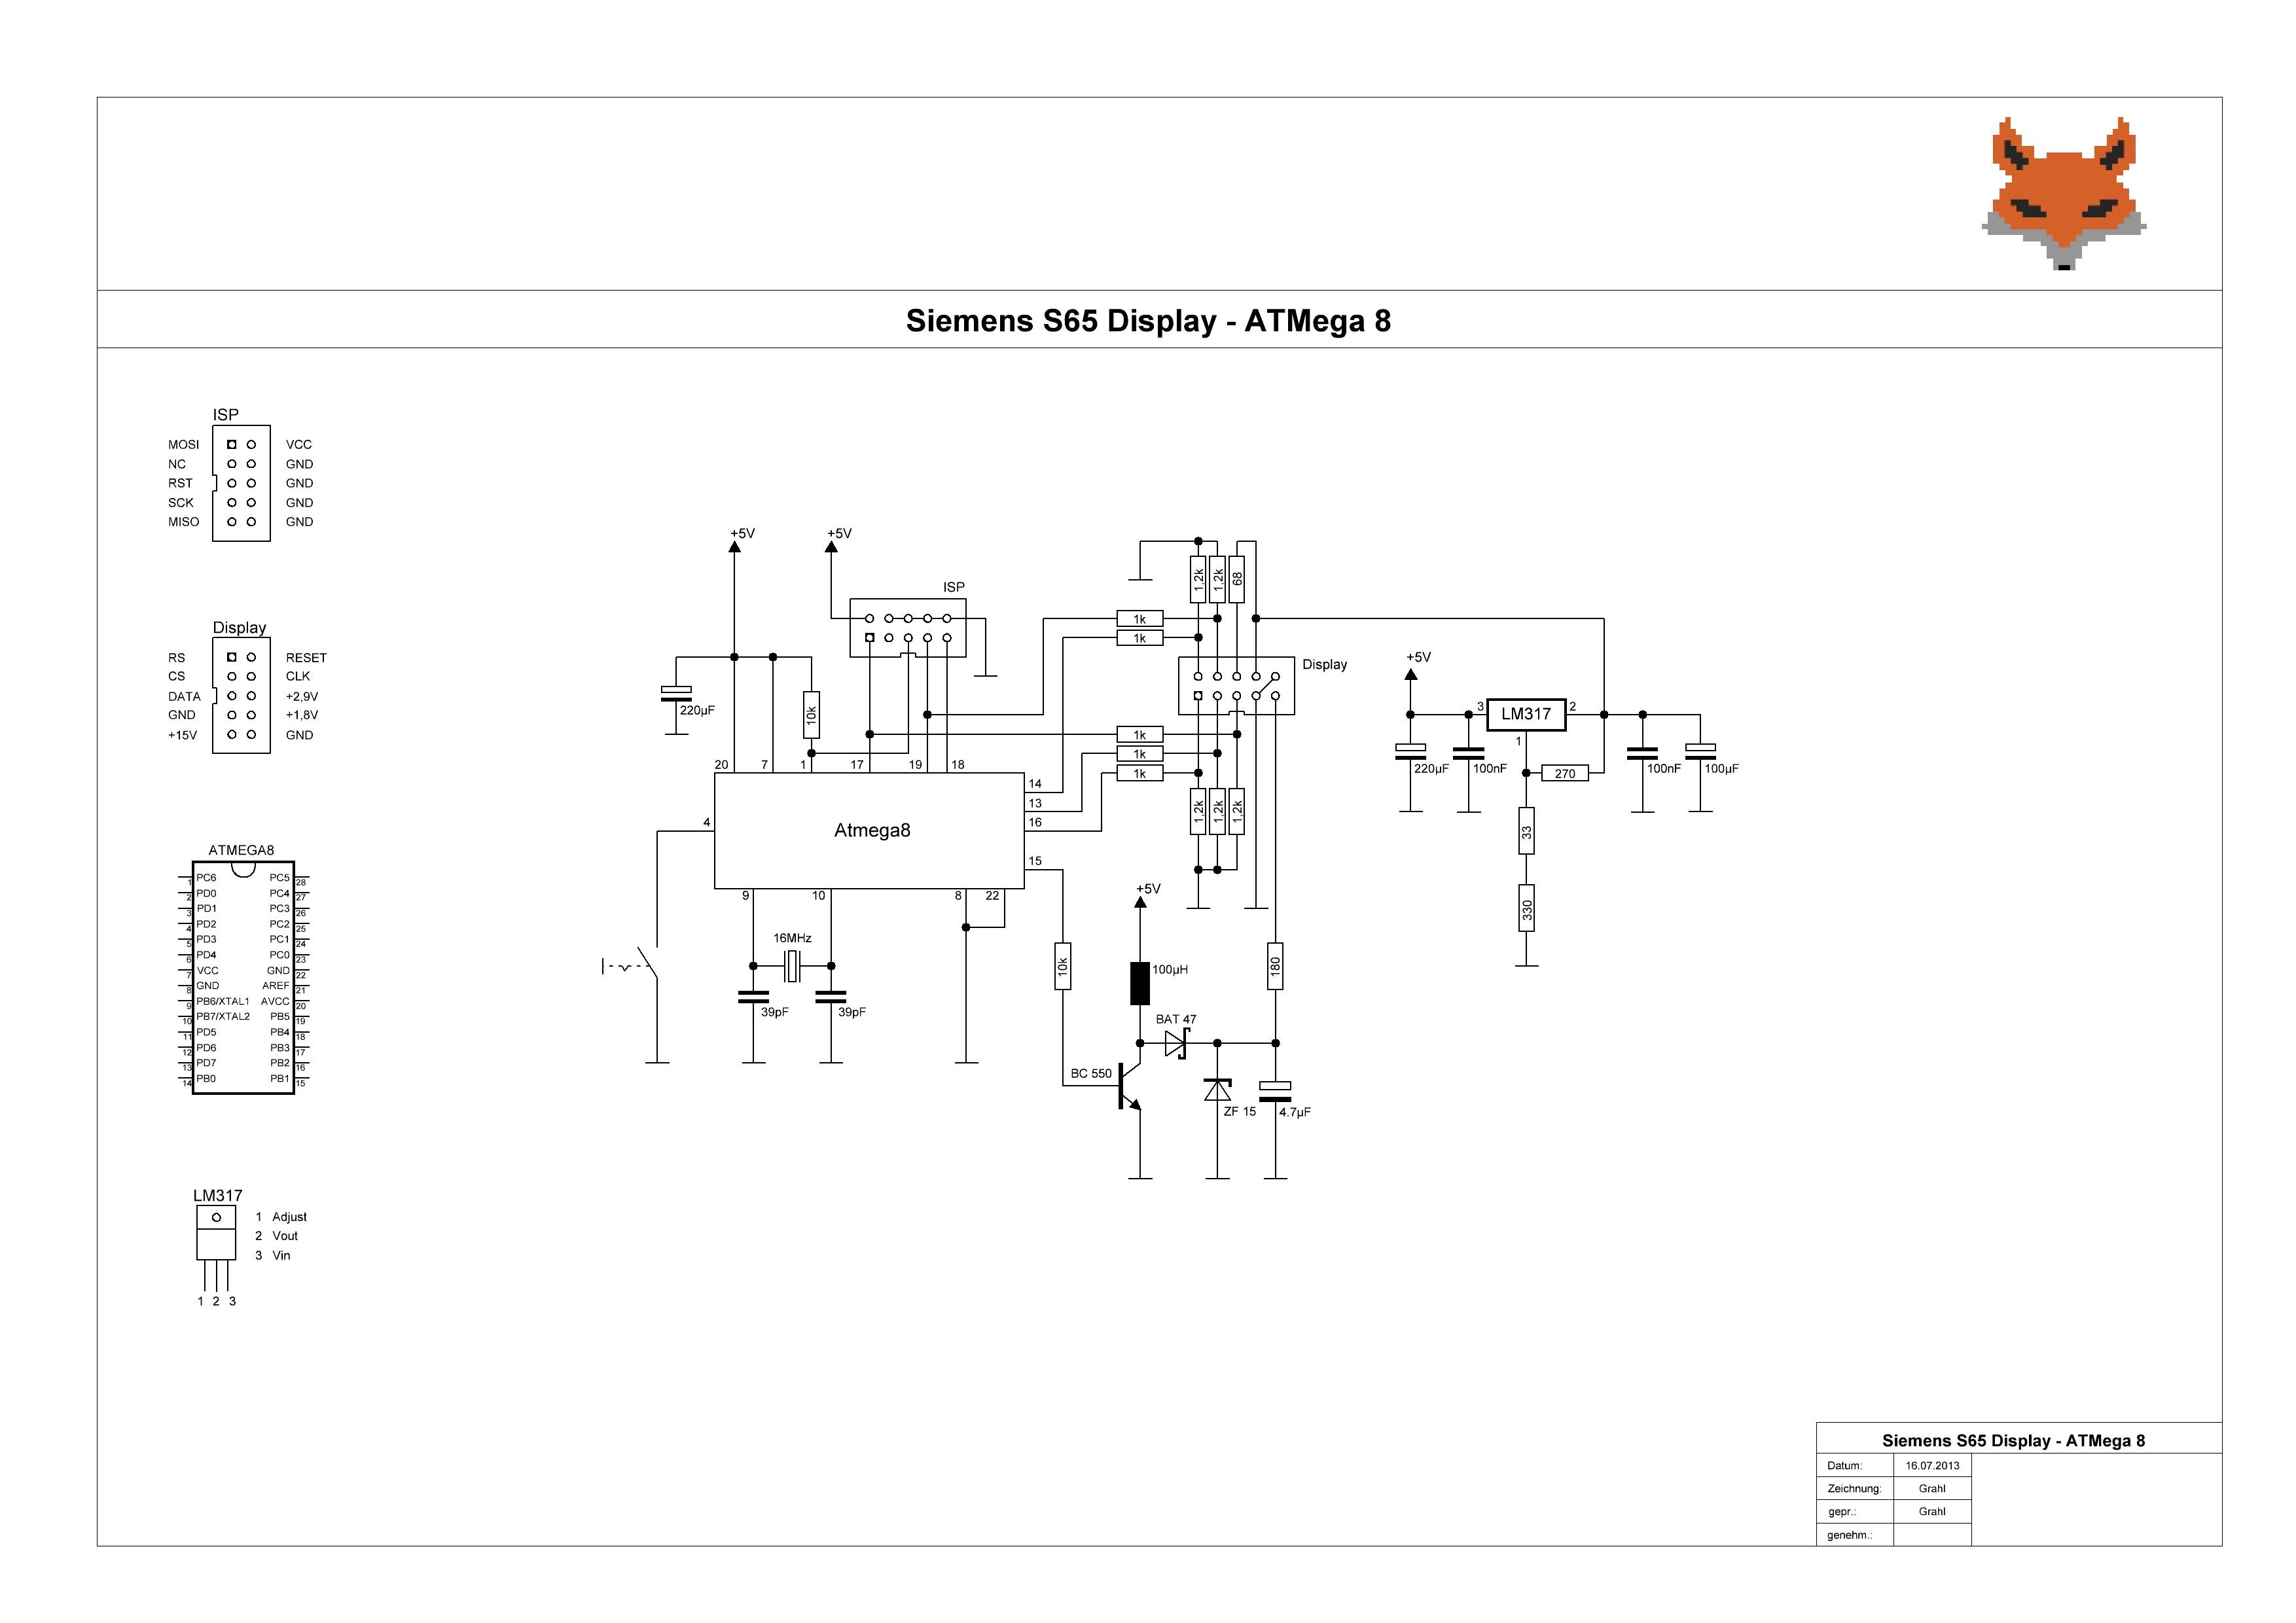 Siemens S65 Display - ATMega 8
ISP
MOSI VCC
NC GND
RST GND
SCK GND
MISO GND
Display
RS RESET
CS CLK
DATA +2,9V
GND +1,8V
+15V GND
ATMEGA8
1 PC6 PC5 28
2 PD0 PC4 27
3 PD1 PC3 26
4 PD2 PC2 25
5 PD3 PC1 24
6 PD4 PC0 23
7 VCC GND 22
8 GND AREF 21
9 PB6/XTAL1 AVCC 20
10 PB7/XTAL2 PB5 19
11 PD5 PB4 18
12 PD6 PB3 17
13 PD7 PB2 16
14 PB0 PB1 15
LM317
1 Adjust
2 Vout
3 Vin
1 2 3
+5V +5V
ISP
220µF
10k
20 7 1 17 19 18
Atmega8
4
14
13
16
15
9 10 8 22
16MHz
39pF 39pF
1,2k 1,2k 68
1k
1k
Display
1k
1k
1k
1,2k 1,2k 1,2k
+5V
10k
100µH
180
BAT 47
BC 550
ZF 15
4.7µF
+5V
3 LM317 2
1
220µF 100nF
270
100nF 100µF
33
330
Siemens S65 Display - ATMega 8
Datum: 16.07.2013
Zeichnung: Grahl
gepr.: Grahl
genehm.: